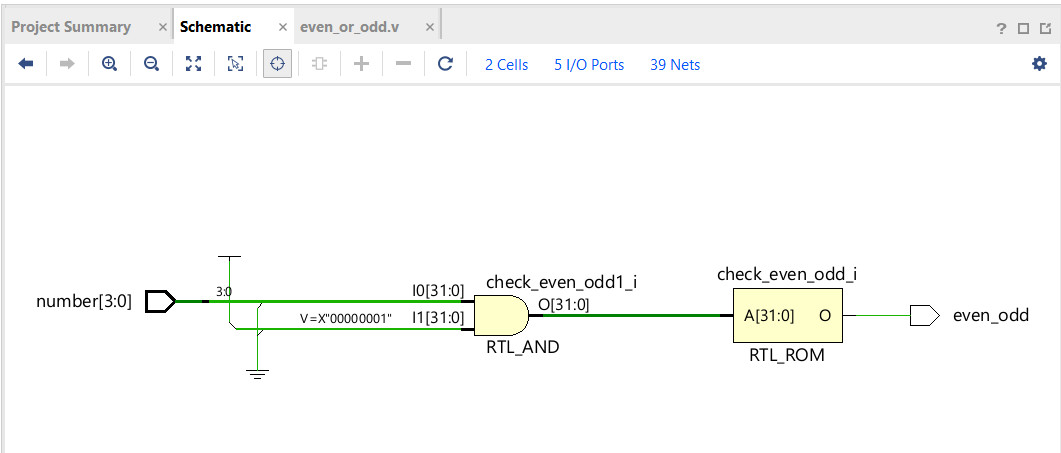 Project Summary × Schematic × even_or_odd.v ×
? 
2 Cells 5 I/O Ports 39 Nets
check_even_odd_i
check_even_odd1_i
number[3:0] 3:0 I0[31:0] O[31:0]
V=X"00000001" I1[31:0] A[31:0] O even_odd
RTL_AND RTL_ROM